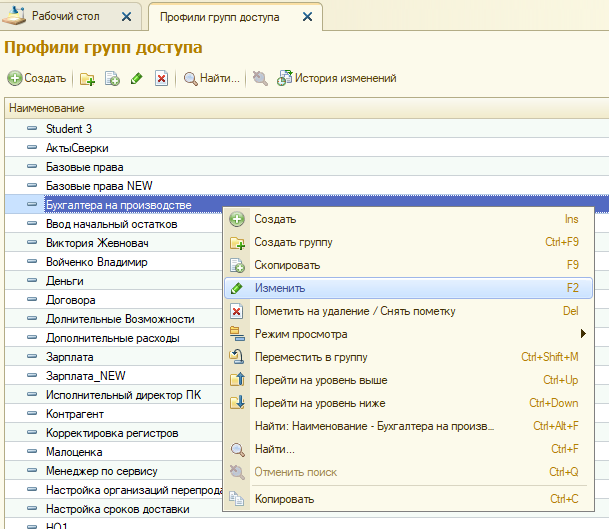 Рабочий стол
Профили групп доступа
Профили групп доступа
Создать Найти... История изменений
Наименование
Student 3
АктыСверки
Базовые права
Базовые права NEW
Бухгалтера на производстве
Ввод начальный остатков
Виктория Жевновач
Войченко Владимир
Деньги
Договора
Долнительные Возможности
Дополнительные расходы
Зарплата
Зарплата_NEW
Исполнительный директор ПК
Контрагент
Корректировка регистров
Малоценка
Менеджер по сервису
Настройка организаций перепрода
Настройка сроков доставки
НО1
Создать Ins
Создать группу Ctrl+F9
Скопировать F9
Изменить F2
Пометить на удаление / Снять пометку Del
Режим просмотра
Переместить в группу Ctrl+Shift+M
Перейти на уровень выше Ctrl+Up
Перейти на уровень ниже Ctrl+Down
Найти: Наименование - Бухгалтера на произв... Ctrl+Alt+F
Найти... Ctrl+F
Отменить поиск Ctrl+Q
Копировать Ctrl+C